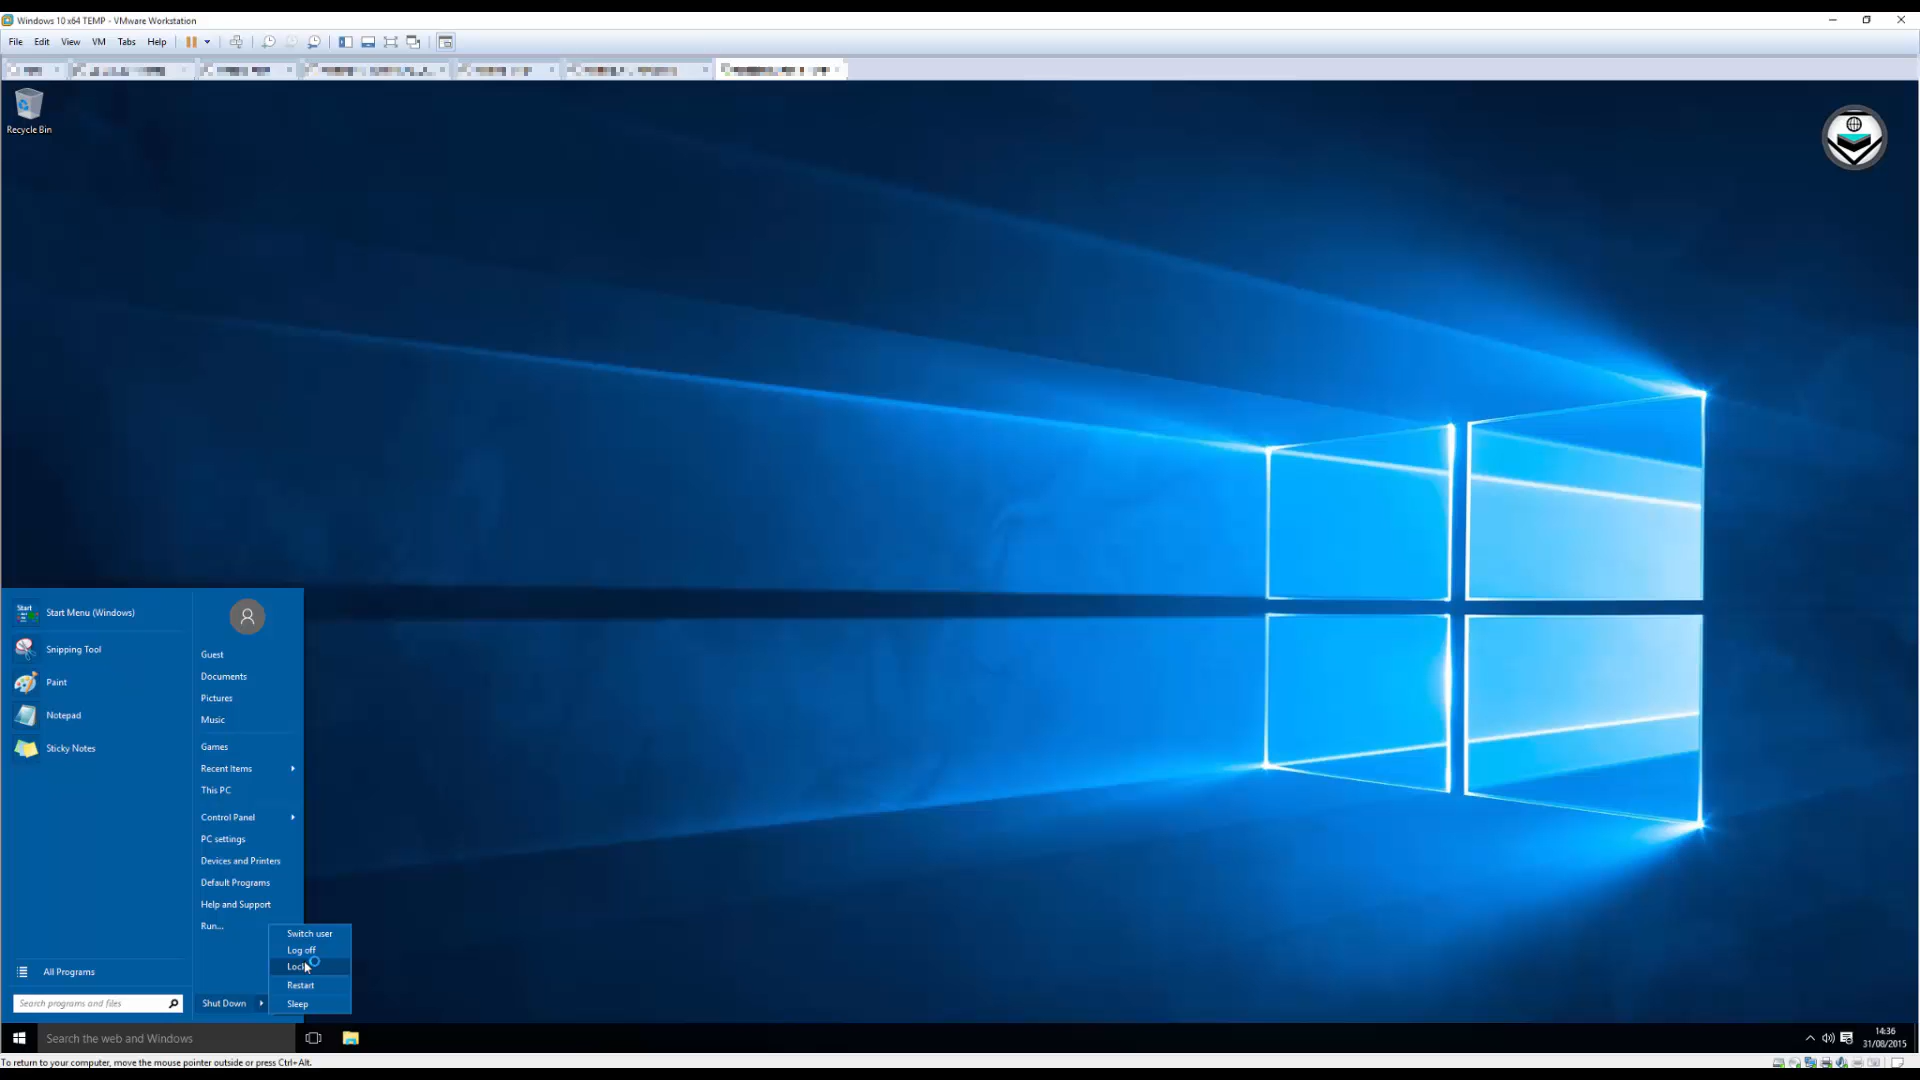 Windows 10 x64 TEMP - VMware Workstation
File Edit View VM Tabs Help
Recycle Bin
Start
Start Menu (Windows)
Snipping Tool
Paint
Notepad
Sticky Notes
All Programs
Search programs and files
Guest
Documents
Pictures
Music
Games
Recent Items
This PC
Control Panel
PC settings
Devices and Printers
Default Programs
Help and Support
Run...
Shut Down
Switch user
Log off
Lock
Restart
Sleep
Search the web and Windows
14:36
31/08/2015
To return to your computer, move the mouse pointer outside or press Ctrl+Alt.